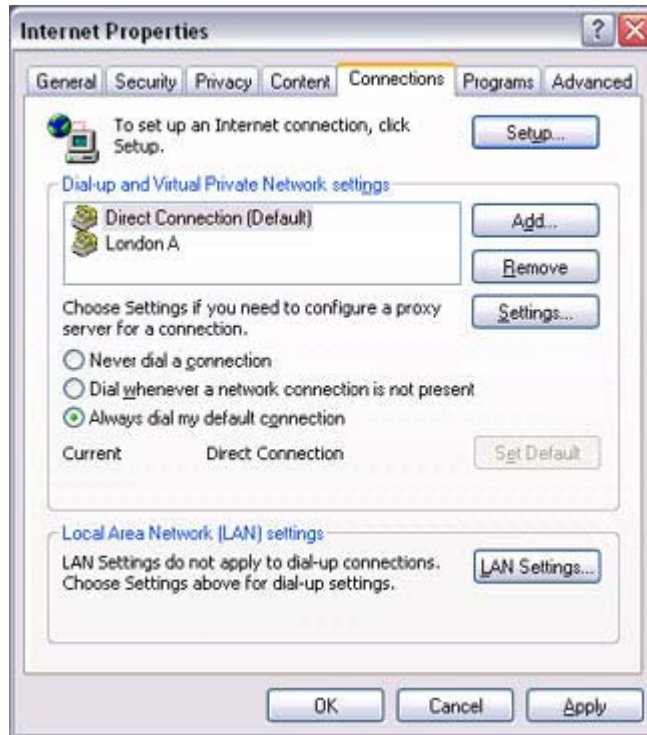 Internet Properties
?
General Security Privacy Content Connections Programs Advanced
To set up an Internet connection, click
Setup.
Setup...
Dial-up and Virtual Private Network settings
Direct Connection (Default)
London A
Add...
Remove
Choose Settings if you need to configure a proxy
server for a connection.
Settings...
Never dial a connection
Dial whenever a network connection is not present
Always dial my default connection
Current Direct Connection Set Default
Local Area Network (LAN) settings
LAN Settings do not apply to dial-up connections.
Choose Settings above for dial-up settings.
LAN Settings...
OK Cancel Apply